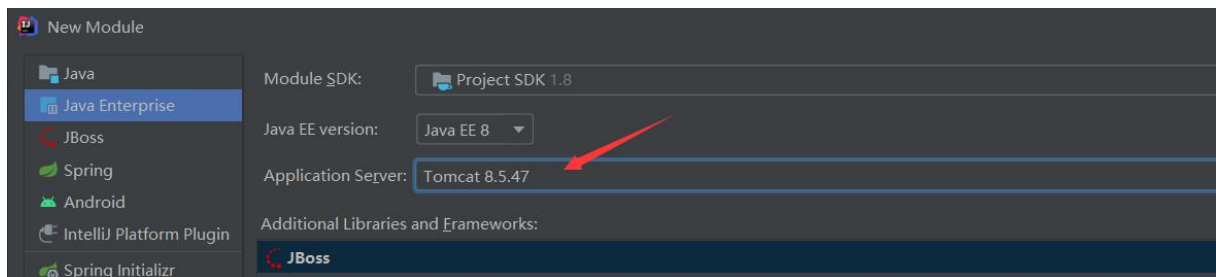 New Module
Java
Java Enterprise
JBoss
Spring
Android
IntelliJ Platform Plugin
Spring Initializr
Module SDK: Project SDK 1.8
Java EE version: Java EE 8
Application Server: Tomcat 8.5.47
Additional Libraries and Frameworks:
JBoss